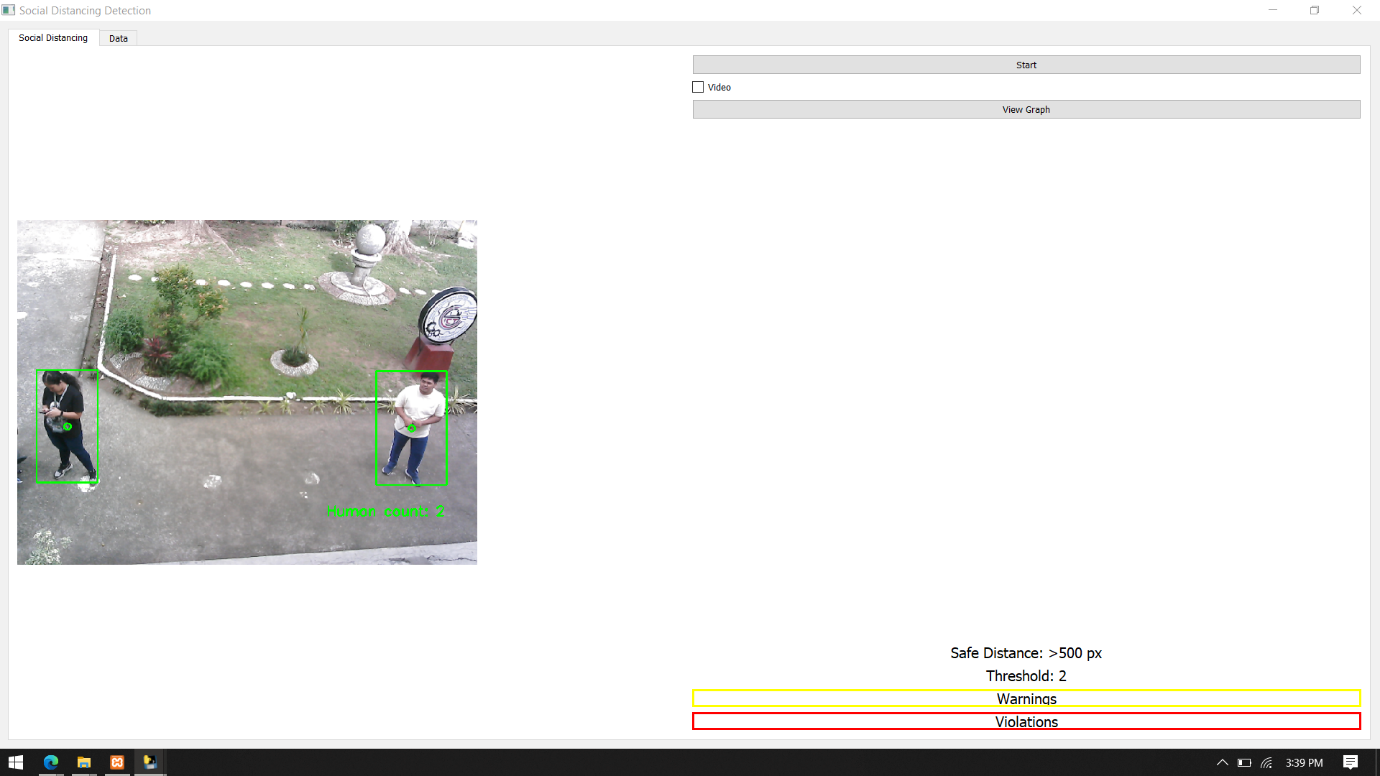 Social Distancing Detection
Social Distancing
Data
Start
Video
View Graph
Human count: 2
Safe Distance: >500 px
Threshold: 2
Warnings
Violations
3:39 PM